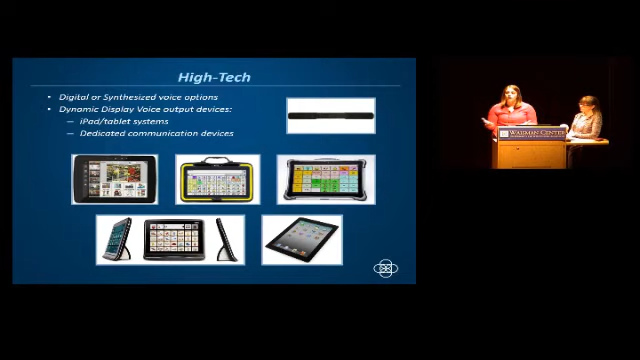 High-Tech
• Digital or Synthesized voice options
• Dynamic Display Voice output devices:
– iPad/tablet systems
– Dedicated communication devices
WAISMAN CENTER